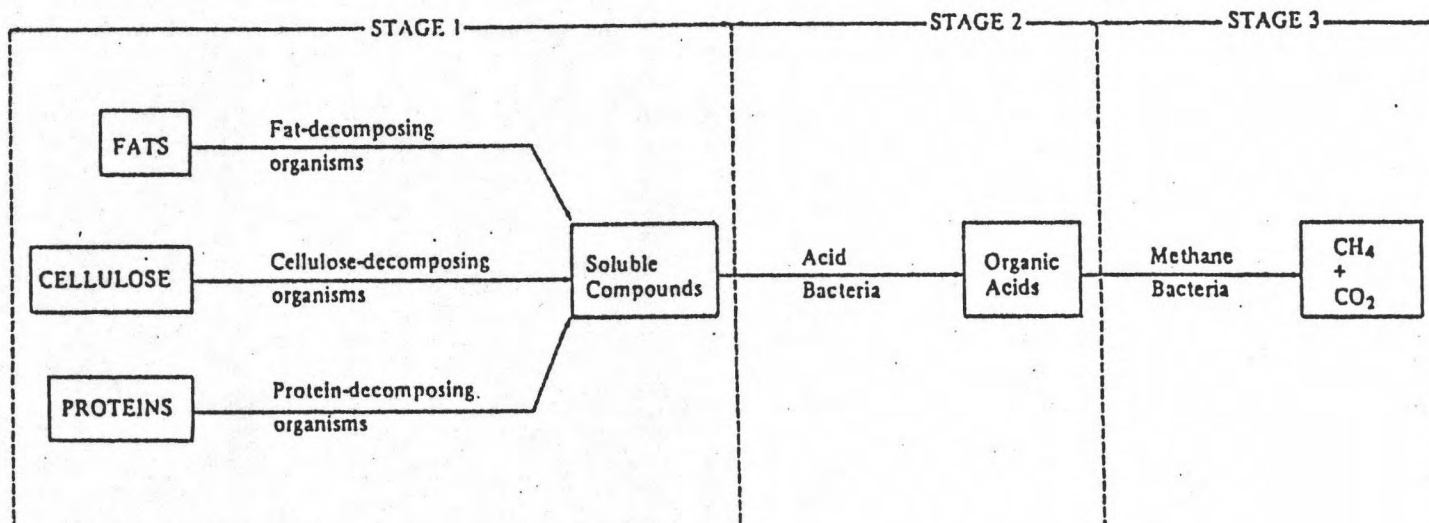 STAGE 1
STAGE 2
STAGE 3
FATS
Fat-decomposing
organisms
CELLULOSE
Cellulose-decomposing
organisms
PROTEINS
Protein-decomposing.
organisms
Soluble
Compounds
Acid
Bacteria
Organic
Acids
Methane
Bacteria
CH₄
+
CO₂